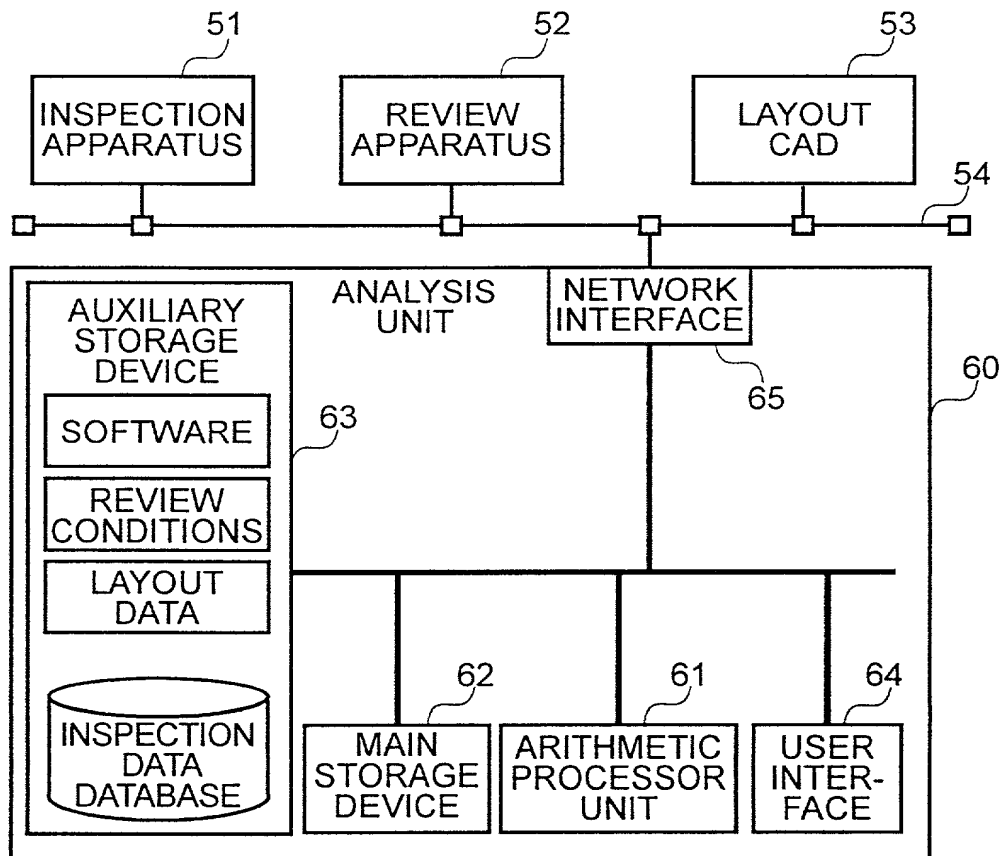 51
52
53
INSPECTION
APPARATUS
REVIEW
APPARATUS
LAYOUT
CAD
54
AUXILIARY
STORAGE
DEVICE
SOFTWARE
REVIEW
CONDITIONS
LAYOUT
DATA
INSPECTION
DATA
DATABASE
63
ANALYSIS
UNIT
NETWORK
INTERFACE
65
60
62
MAIN
STORAGE
DEVICE
61
ARITHMETIC
PROCESSOR
UNIT
64
USER
INTER-
FACE